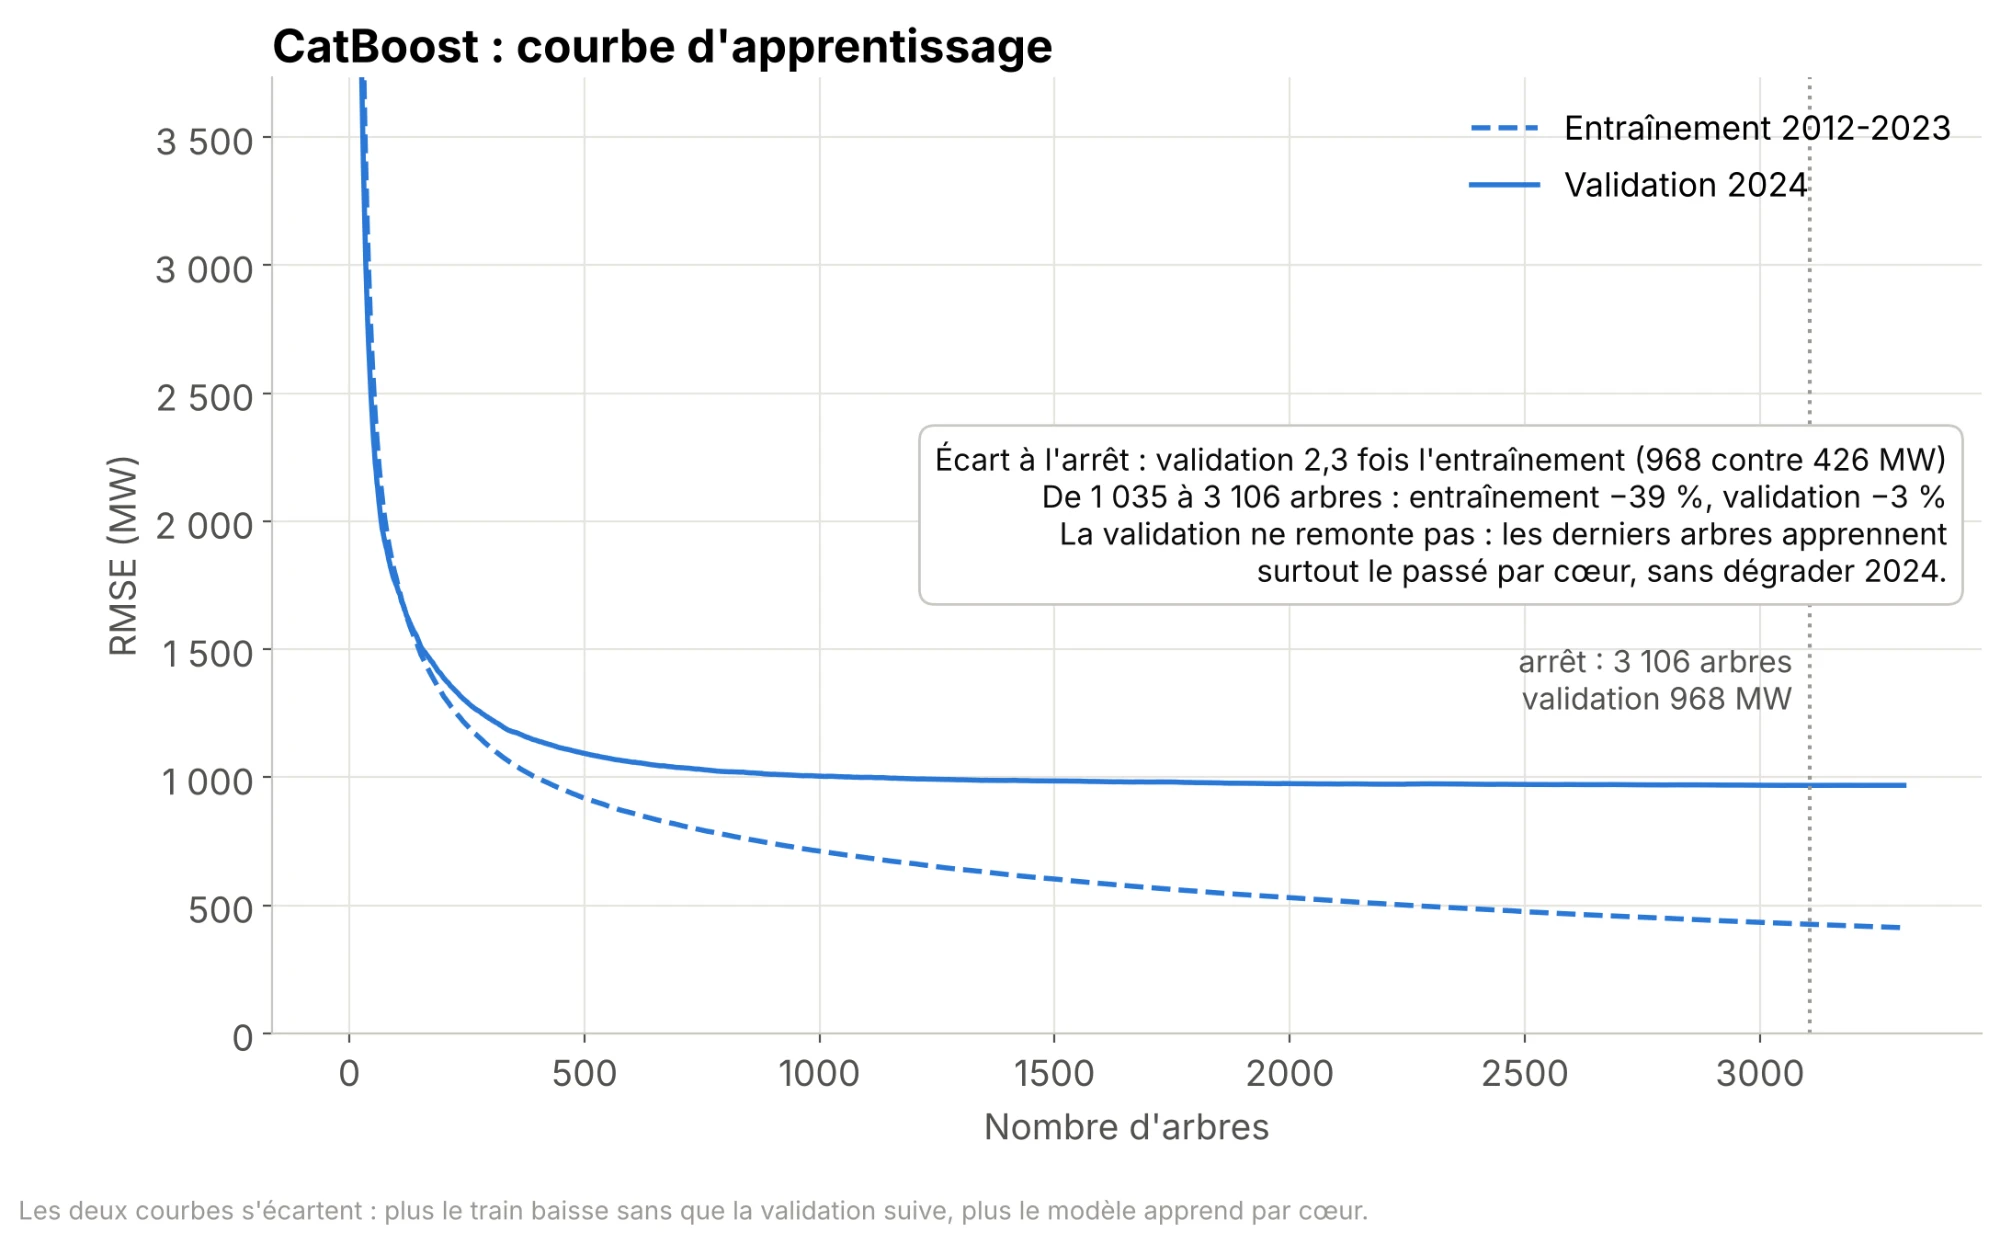 CatBoost : courbe d'apprentissage
Entraînement 2012-2023
Validation 2024
3 500
3 000
2 500
2 000
1 500
1 000
500
0
RMSE (MW)
Écart à l'arrêt : validation 2,3 fois l'entraînement (968 contre 426 MW)
De 1 035 à 3 106 arbres : entraînement −39 %, validation −3 %
La validation ne remonte pas : les derniers arbres apprennent
surtout le passé par cœur, sans dégrader 2024.
arrêt : 3 106 arbres
validation 968 MW
0 500 1000 1500 2000 2500 3000
Nombre d'arbres
Les deux courbes s'écartent : plus le train baisse sans que la validation suive, plus le modèle apprend par cœur.